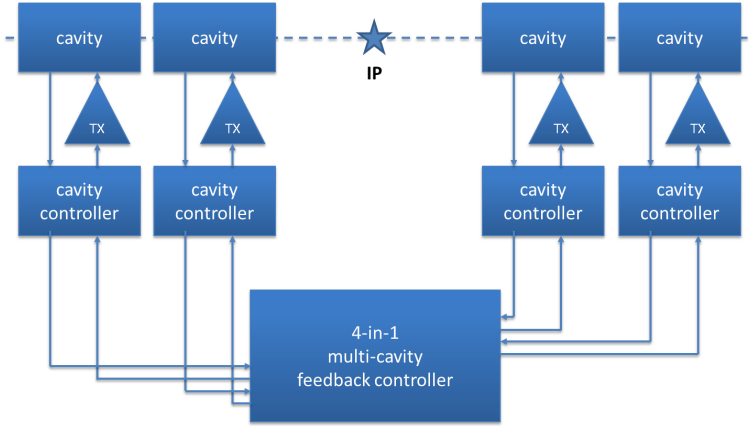 cavity
cavity
cavity
cavity
IP
TX
TX
TX
TX
cavity
controller
cavity
controller
cavity
controller
cavity
controller
4-in-1
multi-cavity
feedback controller